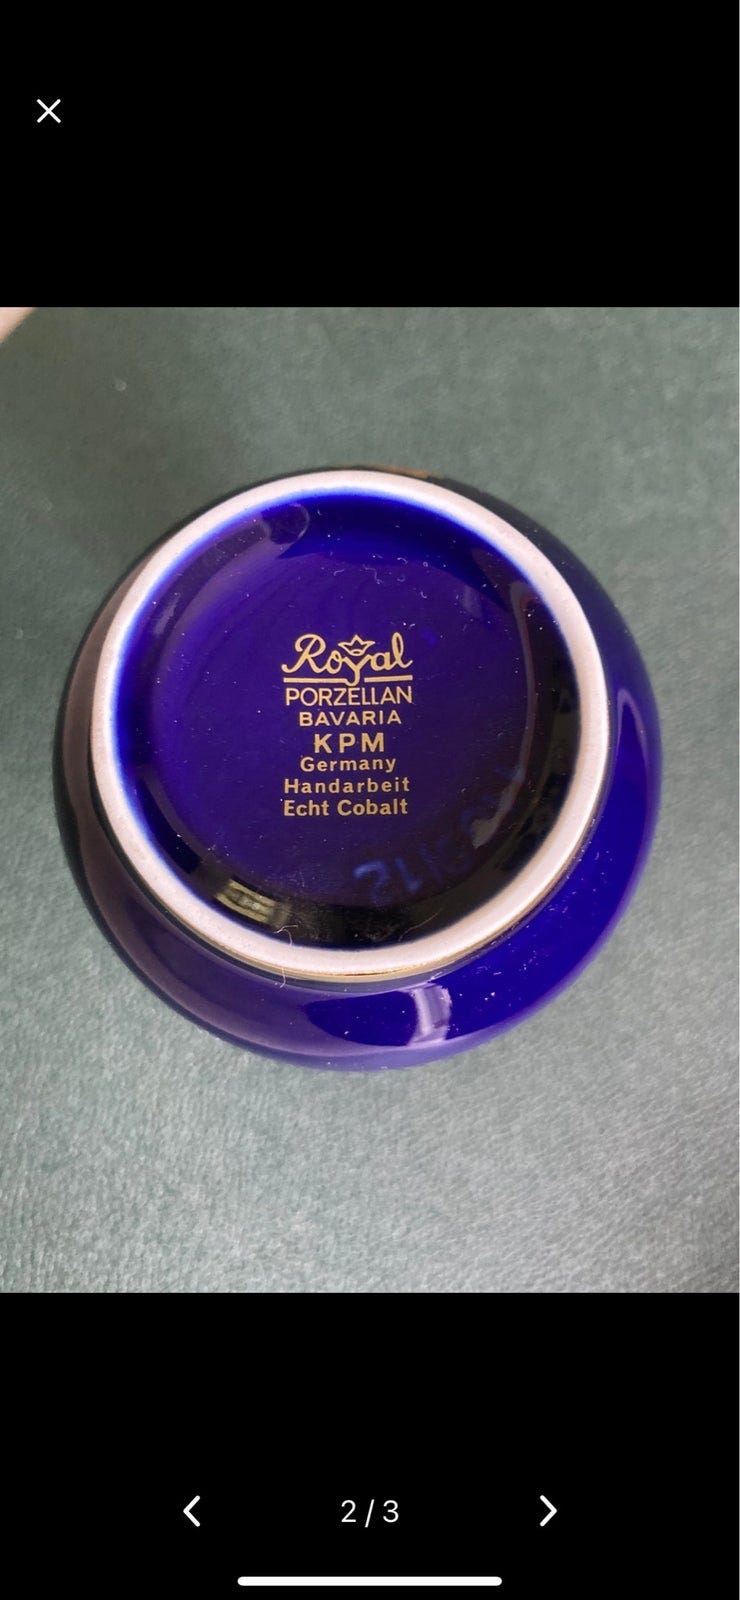 Royal
PORZELLAN
BAVARIA
KPM
Germany
Handarbeit
Echt Cobalt
2/3